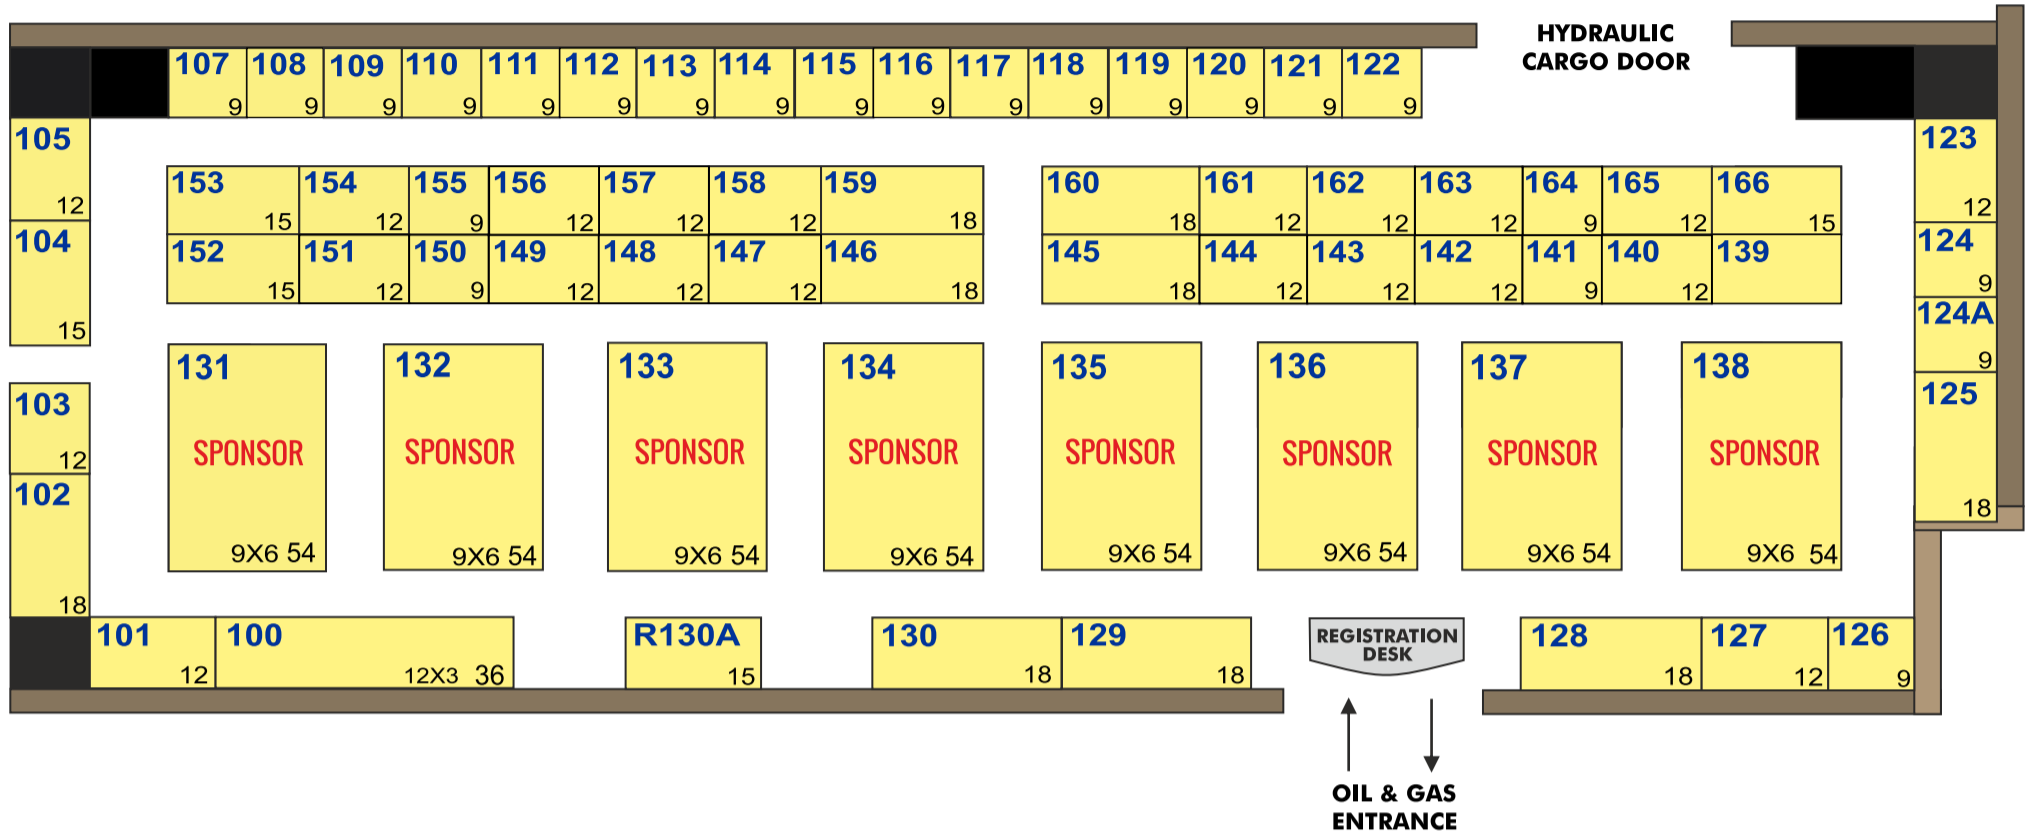 HYDRAULIC
CARGO DOOR
107 108 109 110 111 112 113 114 115 116 117 118 119 120 121 122
9 9 9 9 9 9 9 9 9 9 9 9 9 9 9 9
105
12
104
15
103
12
102
18
153 154 155 156 157 158 159
15 12 9 12 12 12 18
152 151 150 149 148 147 146
15 12 9 12 12 12 18
160 161 162 163 164 165 166
18 12 12 12 9 12 15
145 144 143 142 141 140 139
18 12 12 12 9 12
123
12
124
9
124A
9
125
18
131 132 133 134 135 136 137 138
SPONSOR SPONSOR SPONSOR SPONSOR SPONSOR SPONSOR SPONSOR SPONSOR
9X6 54 9X6 54 9X6 54 9X6 54 9X6 54 9X6 54 9X6 54 9X6 54
101 100 R130A 130 129
12 12X3 36 15 18 18
REGISTRATION
DESK
128 127 126
18 12 9
OIL & GAS
ENTRANCE